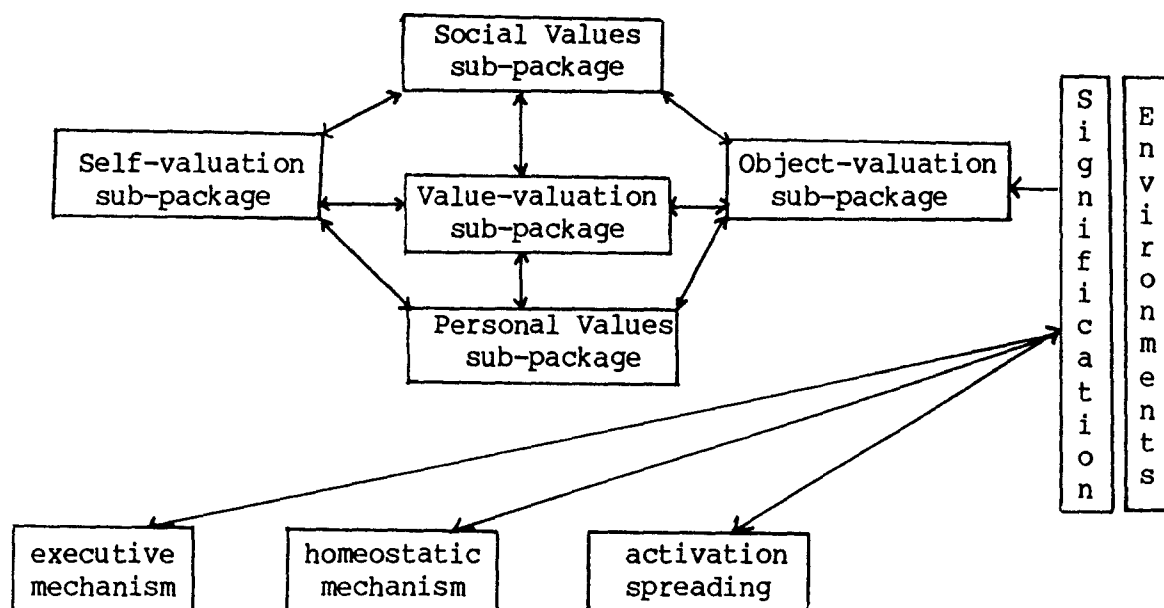 Social Values
sub-package
Self-valuation
sub-package
Value-valuation
sub-package
Object-valuation
sub-package
Personal Values
sub-package
Signification
Environments
executive
mechanism
homeostatic
mechanism
activation
spreading